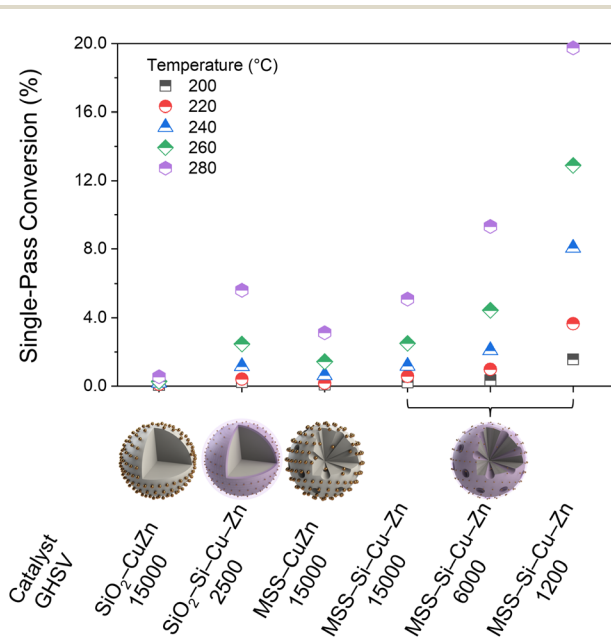 Single-Pass Conversion (%)
20.0
16.0
12.0
8.0
4.0
0.0
Temperature (°C)
200
220
240
260
280
Catalyst
GHSV
SiO₂–CuZn
15000
SiO₂–Si–Cu–Zn
2500
MSS–CuZn
15000
MSS–Si–Cu–Zn
15000
MSS–Si–Cu–Zn
6000
MSS–Si–Cu–Zn
1200